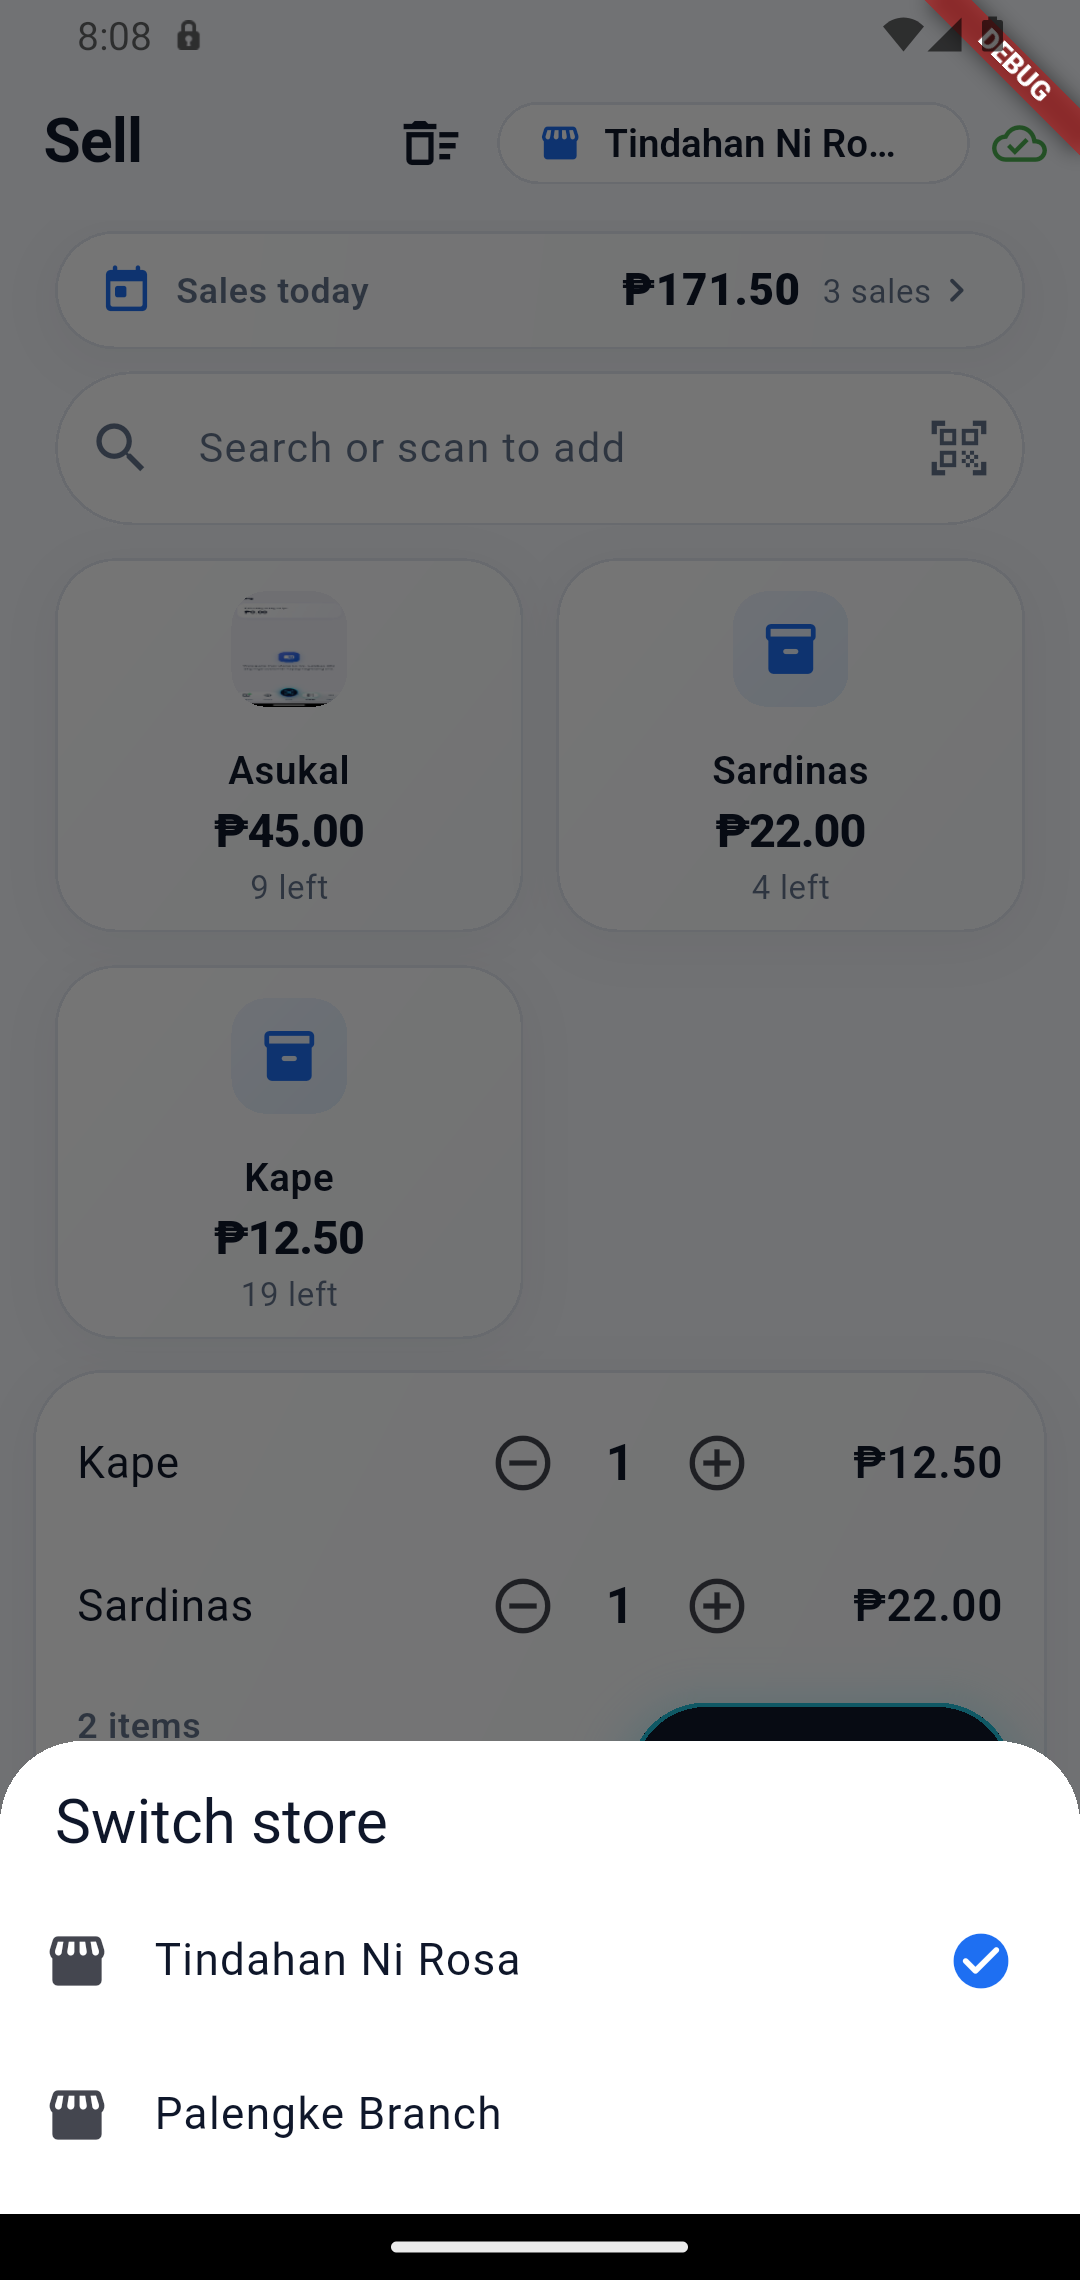 8:08
DEBUG
Sell
Tindahan Ni Ro...
Sales today
₱171.50
3 sales
Search or scan to add
Asukal
₱45.00
9 left
Sardinas
₱22.00
4 left
Kape
₱12.50
19 left
Kape
1
₱12.50
Sardinas
1
₱22.00
2 items
Switch store
Tindahan Ni Rosa
Palengke Branch